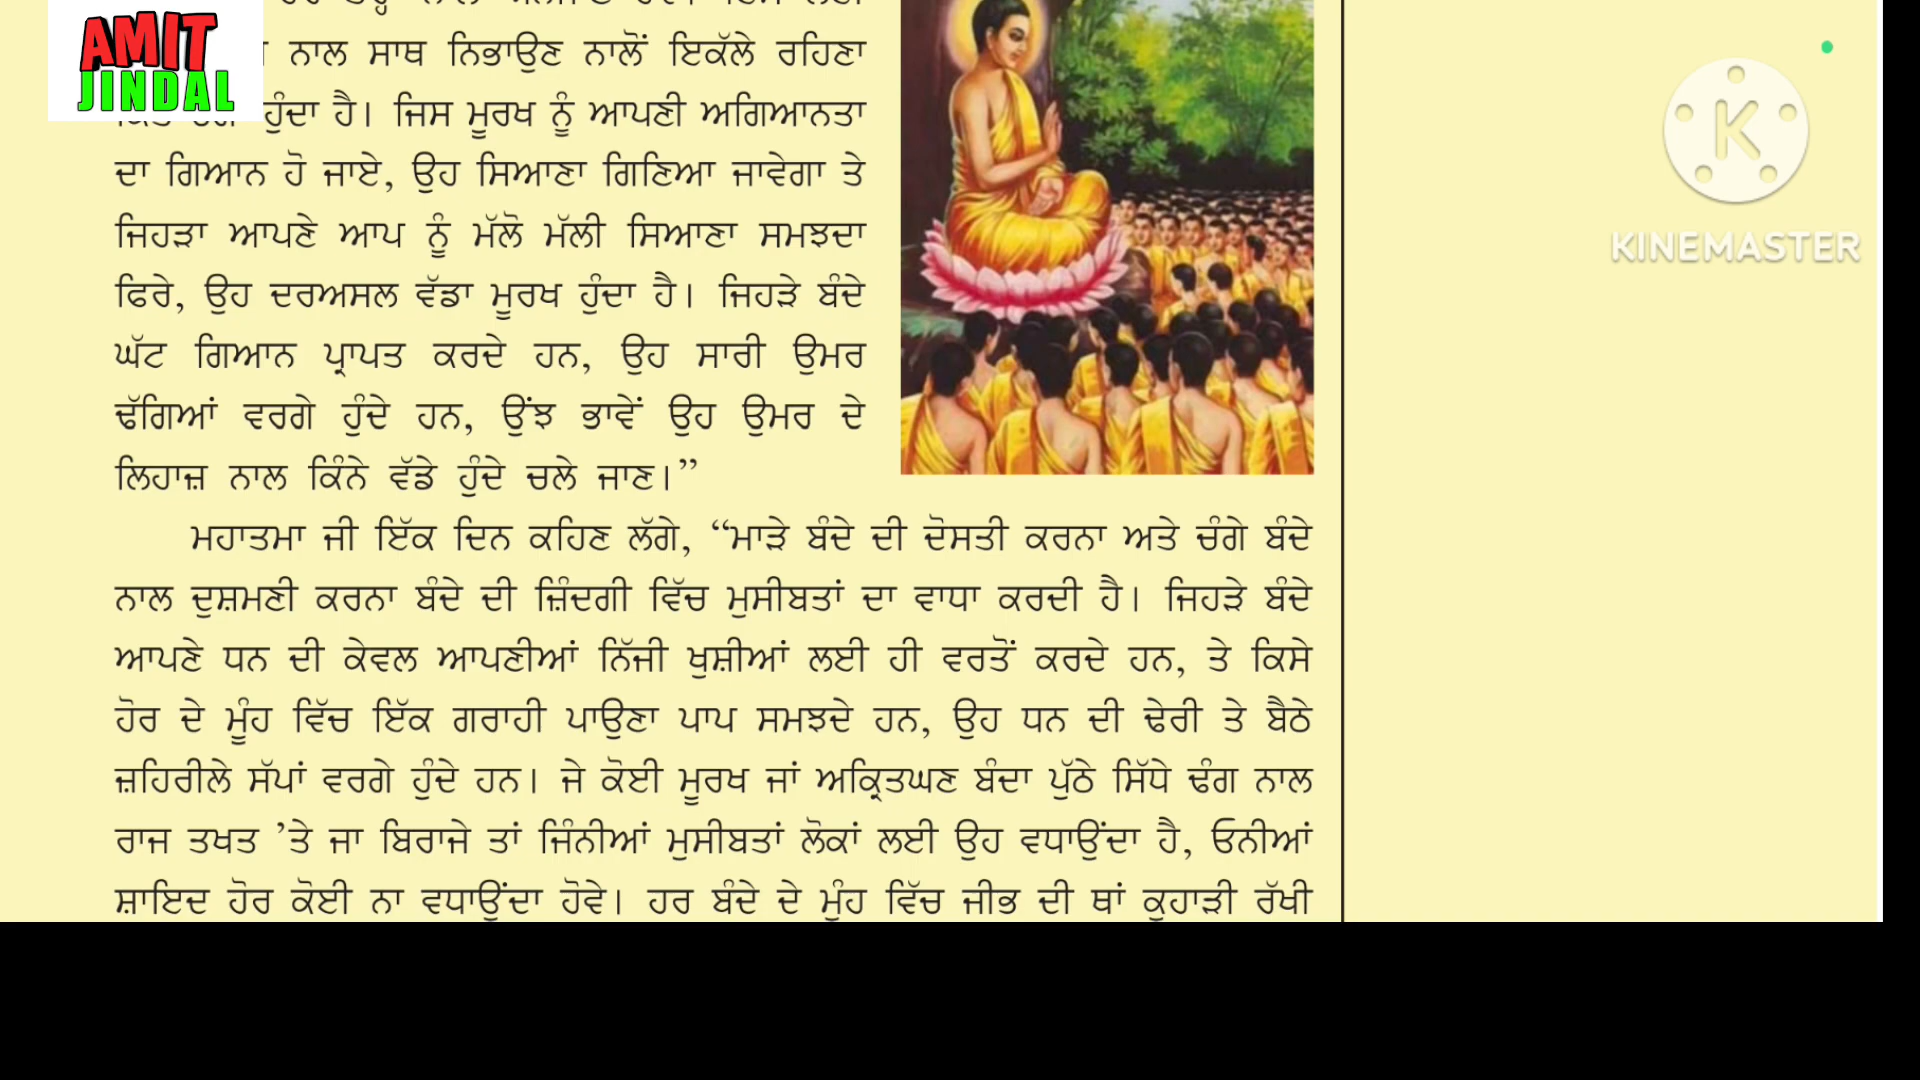 AMIT
JINDAL
ਨਾਲ ਸਾਥ ਨਿਭਾਉਣ ਨਾਲੋਂ ਇਕੱਲੇ ਰਹਿਣਾ
ਹੁੰਦਾ ਹੈ। ਜਿਸ ਮੂਰਖ ਨੂੰ ਆਪਣੀ ਅਗਿਆਨਤਾ
ਦਾ ਗਿਆਨ ਹੋ ਜਾਏ, ਉਹ ਸਿਆਣਾ ਗਿਣਿਆ ਜਾਵੇਗਾ ਤੇ
ਜਿਹੜਾ ਆਪਣੇ ਆਪ ਨੂੰ ਮੱਲੋ ਮੱਲੀ ਸਿਆਣਾ ਸਮਝਦਾ
ਫਿਰੇ, ਉਹ ਦਰਅਸਲ ਵੱਡਾ ਮੂਰਖ ਹੁੰਦਾ ਹੈ। ਜਿਹੜੇ ਬੰਦੇ
ਘੱਟ ਗਿਆਨ ਪ੍ਰਾਪਤ ਕਰਦੇ ਹਨ, ਉਹ ਸਾਰੀ ਉਮਰ
ਢੱਗਿਆਂ ਵਰਗੇ ਹੁੰਦੇ ਹਨ, ਉਂਝ ਭਾਵੇਂ ਉਹ ਉਮਰ ਦੇ
ਲਿਹਾਜ਼ ਨਾਲ ਕਿੰਨੇ ਵੱਡੇ ਹੁੰਦੇ ਚਲੇ ਜਾਣ।”
ਮਹਾਤਮਾ ਜੀ ਇੱਕ ਦਿਨ ਕਹਿਣ ਲੱਗੇ, “ਮਾੜੇ ਬੰਦੇ ਦੀ ਦੋਸਤੀ ਕਰਨਾ ਅਤੇ ਚੰਗੇ ਬੰਦੇ
ਨਾਲ ਦੁਸ਼ਮਣੀ ਕਰਨਾ ਬੰਦੇ ਦੀ ਜ਼ਿੰਦਗੀ ਵਿੱਚ ਮੁਸੀਬਤਾਂ ਦਾ ਵਾਧਾ ਕਰਦੀ ਹੈ। ਜਿਹੜੇ ਬੰਦੇ
ਆਪਣੇ ਧਨ ਦੀ ਕੇਵਲ ਆਪਣੀਆਂ ਨਿੱਜੀ ਖੁਸ਼ੀਆਂ ਲਈ ਹੀ ਵਰਤੋਂ ਕਰਦੇ ਹਨ, ਤੇ ਕਿਸੇ
ਹੋਰ ਦੇ ਮੂੰਹ ਵਿੱਚ ਇੱਕ ਗਰਾਹੀ ਪਾਉਣਾ ਪਾਪ ਸਮਝਦੇ ਹਨ, ਉਹ ਧਨ ਦੀ ਢੇਰੀ ਤੇ ਬੈਠੇ
ਜ਼ਹਿਰੀਲੇ ਸੱਪਾਂ ਵਰਗੇ ਹੁੰਦੇ ਹਨ। ਜੇ ਕੋਈ ਮੂਰਖ ਜਾਂ ਅਕ੍ਰਿਤਘਣ ਬੰਦਾ ਪੁੱਠੇ ਸਿੱਧੇ ਢੰਗ ਨਾਲ
ਰਾਜ ਤਖਤ ’ਤੇ ਜਾ ਬਿਰਾਜੇ ਤਾਂ ਜਿੰਨੀਆਂ ਮੁਸੀਬਤਾਂ ਲੋਕਾਂ ਲਈ ਉਹ ਵਧਾਉਂਦਾ ਹੈ, ਓਨੀਆਂ
ਸ਼ਾਇਦ ਹੋਰ ਕੋਈ ਨਾ ਵਧਾਉਂਦਾ ਹੋਵੇ। ਹਰ ਬੰਦੇ ਦੇ ਮੂੰਹ ਵਿੱਚ ਜੀਭ ਦੀ ਥਾਂ ਕੁਹਾੜੀ ਰੱਖੀ
K
KINEMASTER